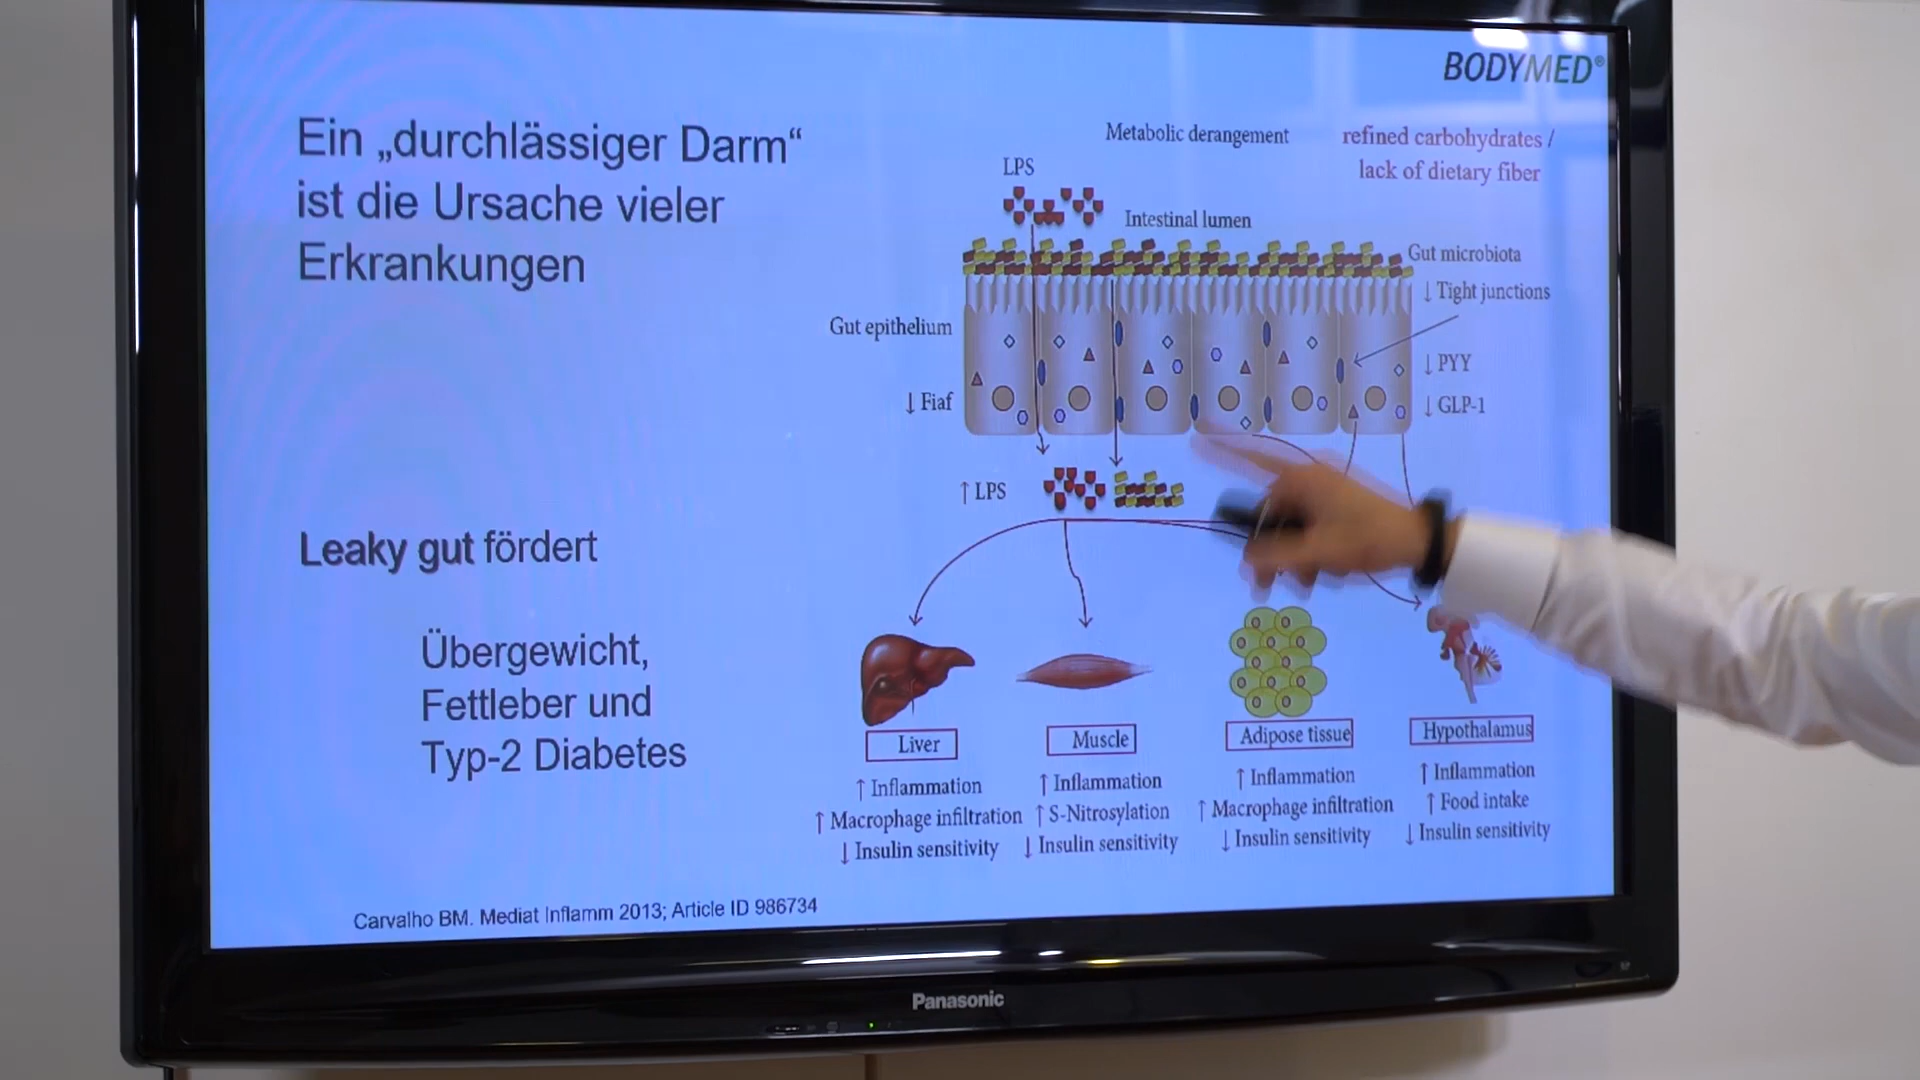 BODYMED®
Ein „durchlässiger Darm“
ist die Ursache vieler
Erkrankungen
Leaky gut fördert
Übergewicht,
Fettleber und
Typ-2 Diabetes
Metabolic derangement
refined carbohydrates /
lack of dietary fiber
LPS
Intestinal lumen
Gut microbiota
↓ Tight junctions
Gut epithelium
↓ PYY
↓ Fiaf
↓ GLP-1
↑ LPS
Liver
↑ Inflammation
↑ Macrophage infiltration
↓ Insulin sensitivity
Muscle
↑ Inflammation
↑ S-Nitrosylation
↓ Insulin sensitivity
Adipose tissue
↑ Inflammation
↑ Macrophage infiltration
↓ Insulin sensitivity
Hypothalamus
↑ Inflammation
↑ Food intake
↓ Insulin sensitivity
Carvalho BM. Mediat Inflamm 2013; Article ID 986734
Panasonic